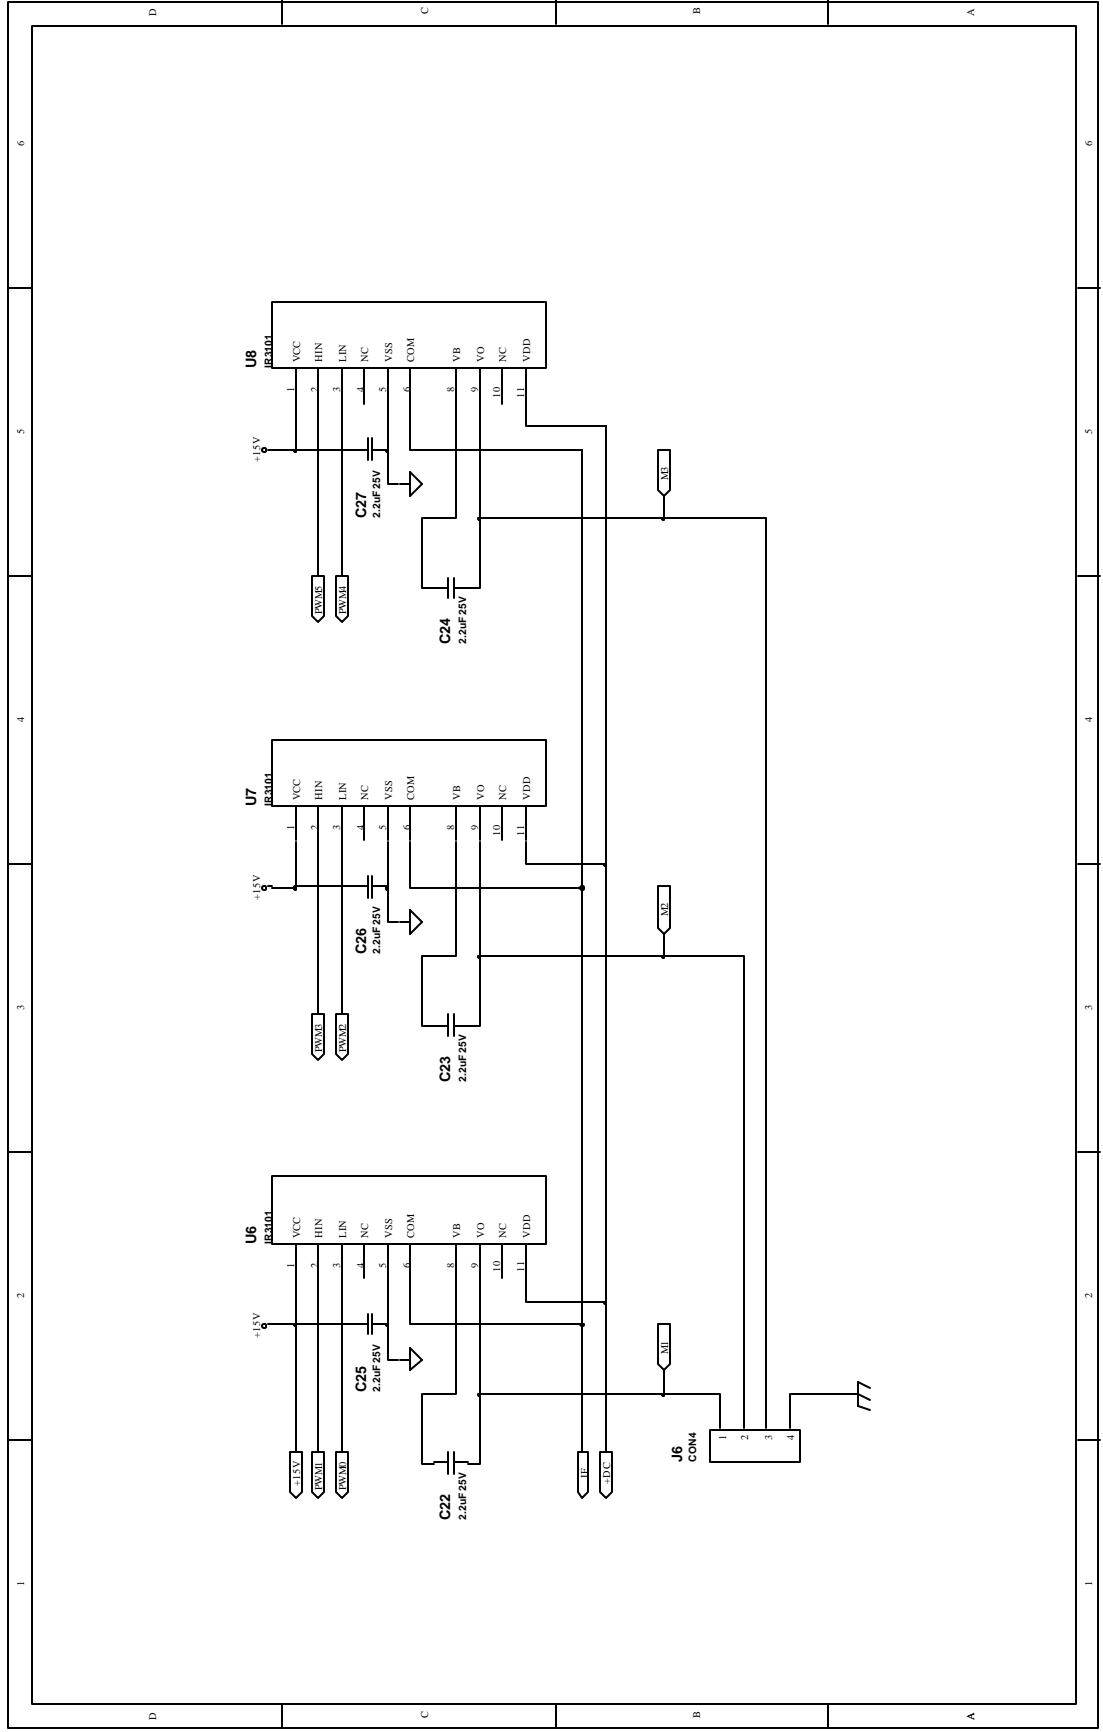 D
C
B
A
6
5
4
3
2
1
U8
IR3101
VCC
HIN
LIN
NC
VSS
COM
VB
VO
NC
VDD
1
2
3
4
5
6
8
9
10
11
+15V
C27
2.2uF 25V
M3
PWM5
PWM4
C24
2.2uF 25V
U7
IR3101
VCC
HIN
LIN
NC
VSS
COM
VB
VO
NC
VDD
1
2
3
4
5
6
8
9
10
11
+15V
C26
2.2uF 25V
M2
PWM3
PWM2
C23
2.2uF 25V
U6
IR3101
VCC
HIN
LIN
NC
VSS
COM
VB
VO
NC
VDD
1
2
3
4
5
6
8
9
10
11
+15V
C25
2.2uF 25V
M1
+15V
PWM1
PWM0
C22
2.2uF 25V
+DC
J6
CON4
1
2
3
4
6
5
4
3
2
1
D
C
B
A